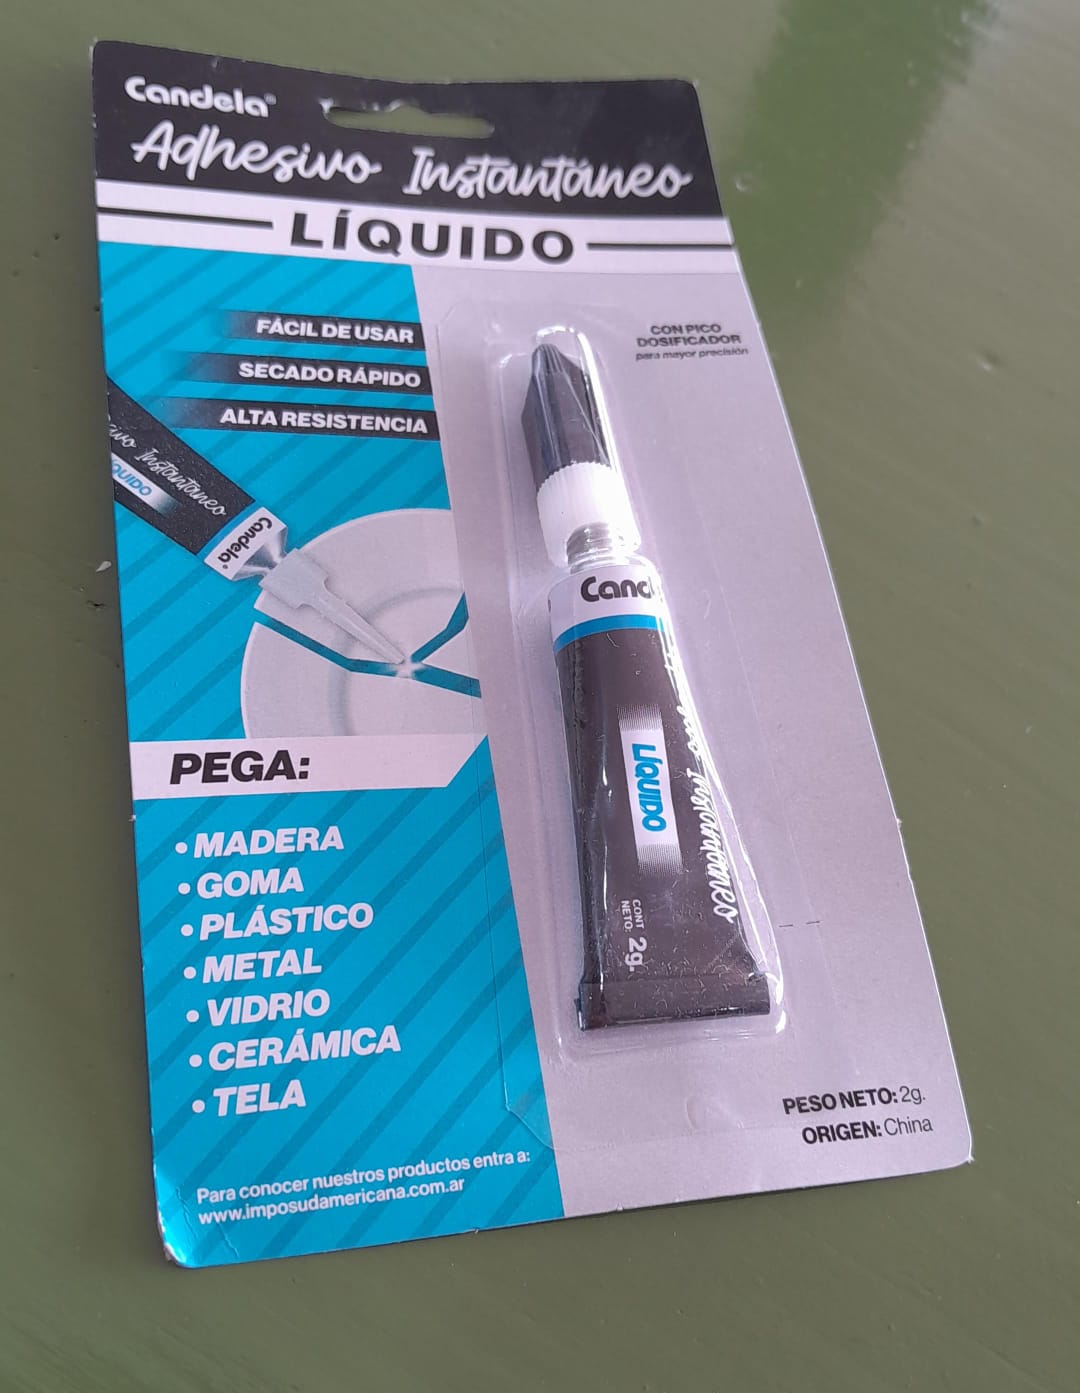 Candela®
Adhesivo Instantáneo
LÍQUIDO
FÁCIL DE USAR
SECADO RÁPIDO
ALTA RESISTENCIA
CON PICO
DOSIFICADOR
para mayor precisión
Instantáneo
Candela®
PEGA:
• MADERA
• GOMA
• PLÁSTICO
• METAL
• VIDRIO
• CERÁMICA
• TELA
Para conocer nuestros productos entra a:
www.imposudamericana.com.ar
LÍQUIDO
CONT
NETO: 2g.
PESO NETO: 2g.
ORIGEN: China